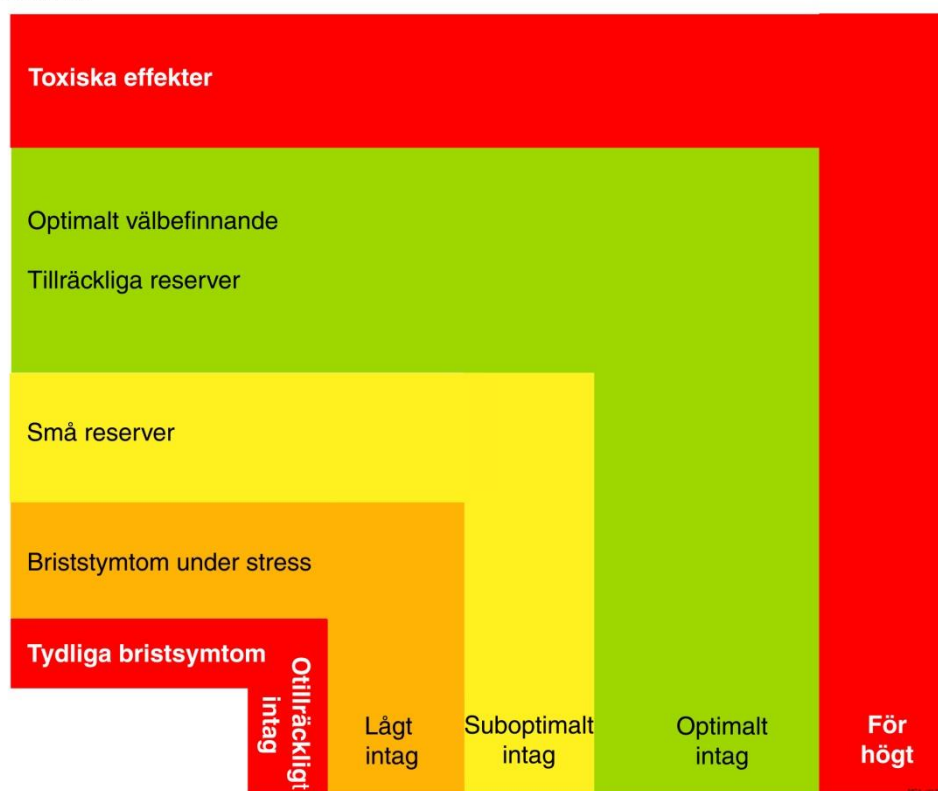 Toxiska effekter
Optimalt välbefinnande
Tillräckliga reserver
Små reserver
Briststymtom under stress
Tydliga bristsymtom
Otillräckligt
intag
Lågt
intag
Suboptimalt
intag
Optimalt
intag
För
högt